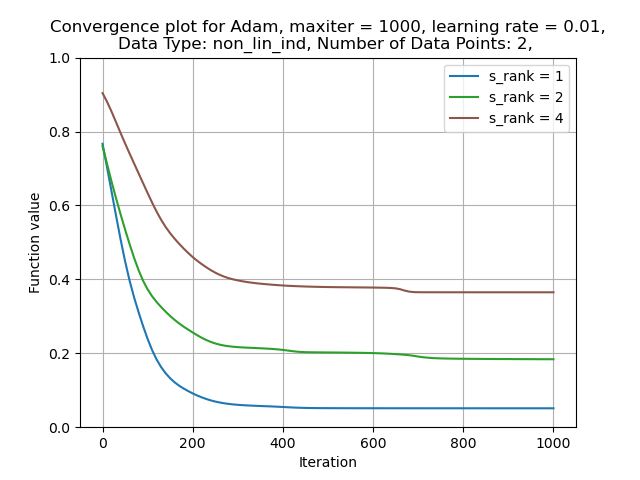 Convergence plot for Adam, maxiter = 1000, learning rate = 0.01,
Data Type: non_lin_ind, Number of Data Points: 2,
1.0
s_rank = 1
s_rank = 2
s_rank = 4
0.8
0.6
Function value
0.4
0.2
0.0
0 200 400 600 800 1000
Iteration